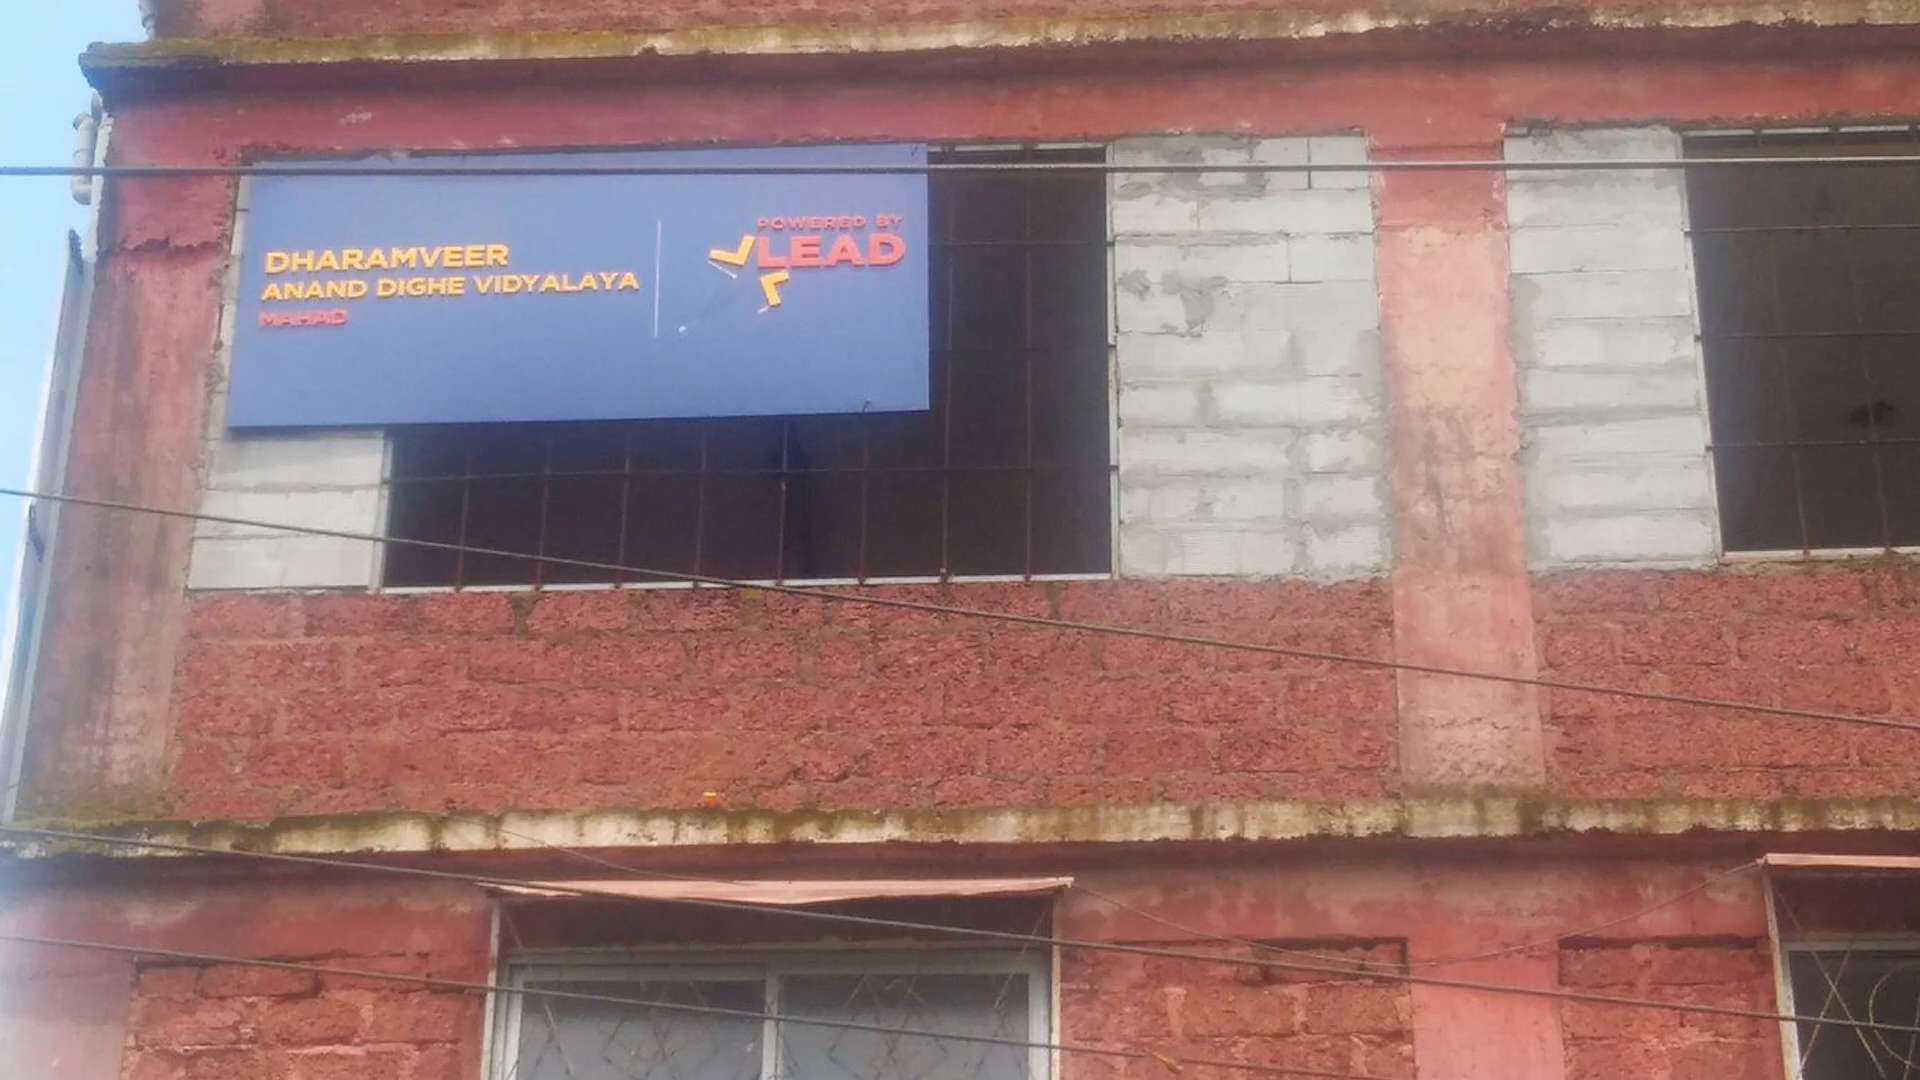 DHARAMVEER
ANAND DIGHE VIDYALAYA
MAHAD
POWERED BY
LEAD